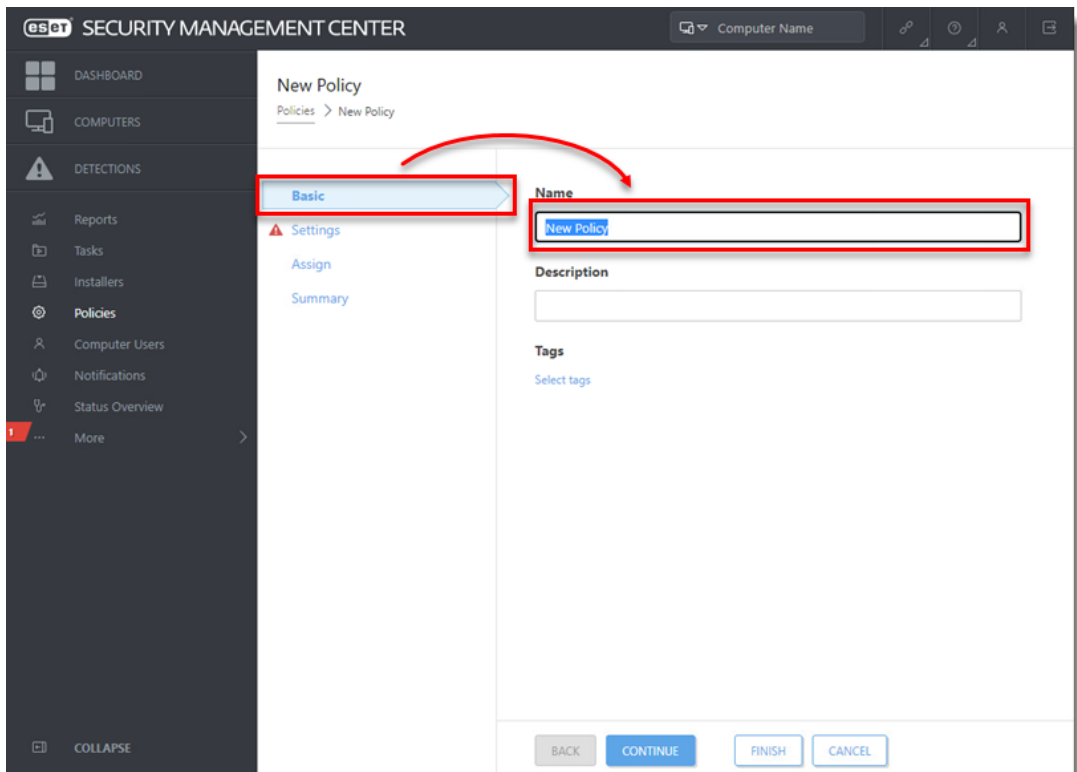 eset SECURITY MANAGEMENT CENTER
Computer Name
DASHBOARD
COMPUTERS
DETECTIONS
Reports
Tasks
Installers
Policies
Computer Users
Notifications
Status Overview
1
More
COLLAPSE
New Policy
Policies > New Policy
Basic
Settings
Assign
Summary
Name
New Policy
Description
Tags
Select tags
BACK CONTINUE FINISH CANCEL